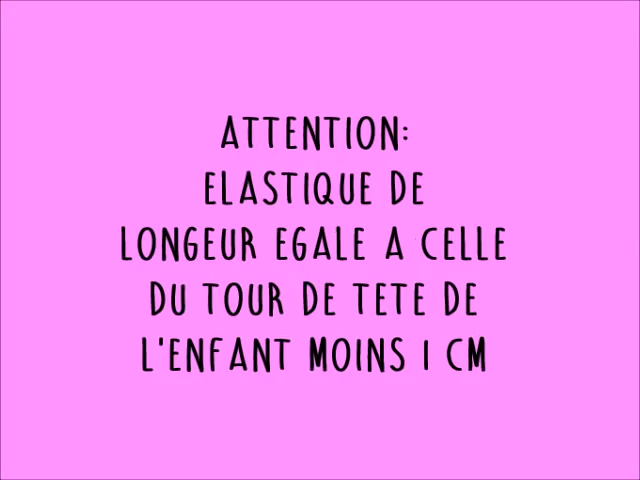 ATTENTION:
ELASTIQUE DE
LONGEUR EGALE A CELLE
DU TOUR DE TETE DE
L'ENFANT MOINS 1 CM